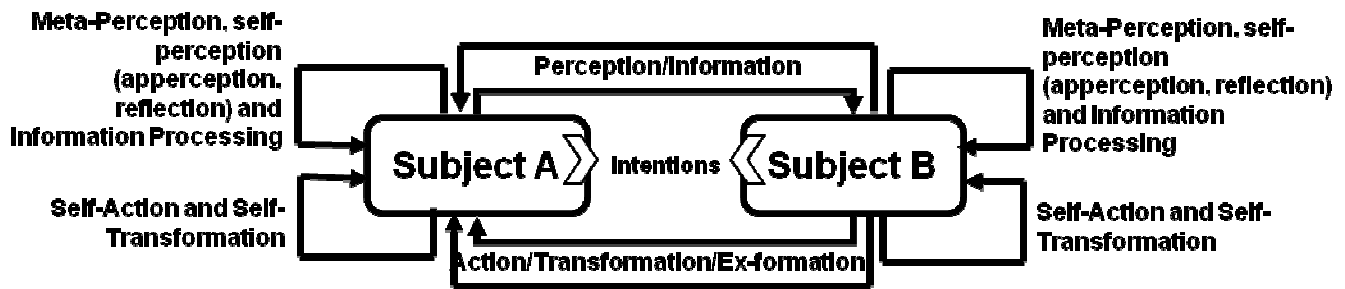 Meta-Perception, self-
perception
(apperception,
reflection) and
Information Processing
Self-Action and Self-
Transformation
Perception/Information
Subject A
Intentions
Subject B
Action/Transformation/Ex-formation
Meta-Perception, self-
perception
(apperception, reflection)
and Information
Processing
Self-Action and Self-
Transformation